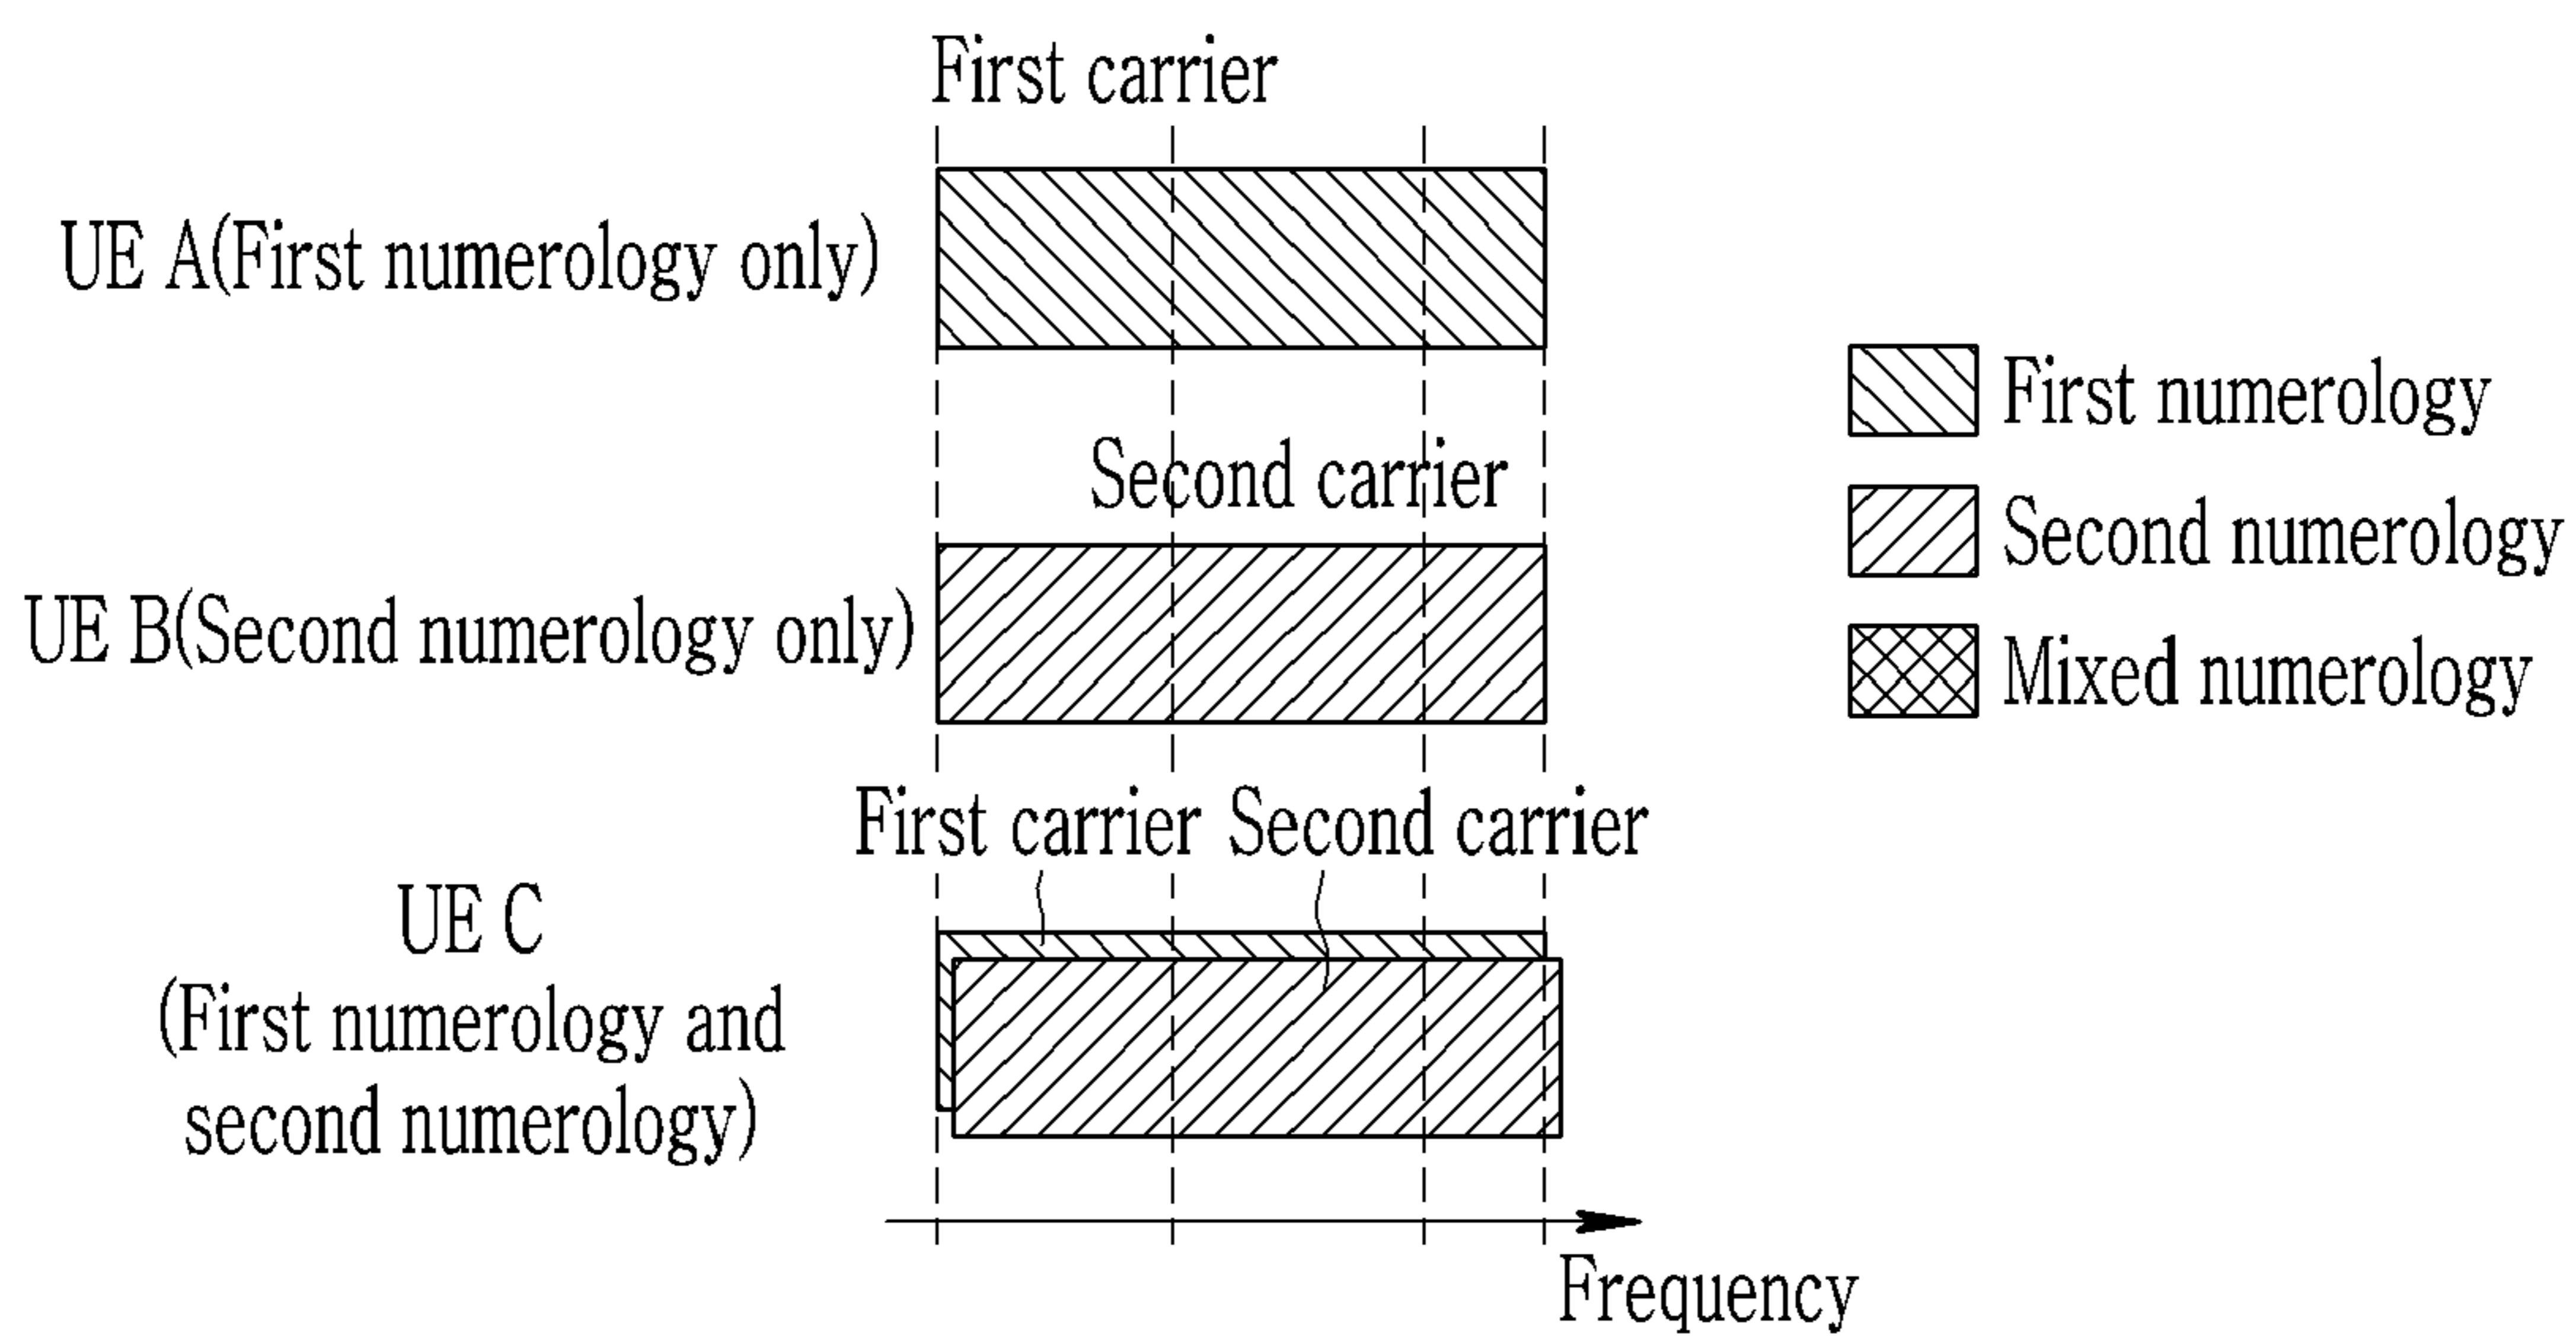 First carrier
UE A(First numerology only)
First numerology
Second carrier
Second numerology
UE B(Second numerology only)
Mixed numerology
First carrier Second carrier
UE C
(First numerology and
second numerology)
Frequency